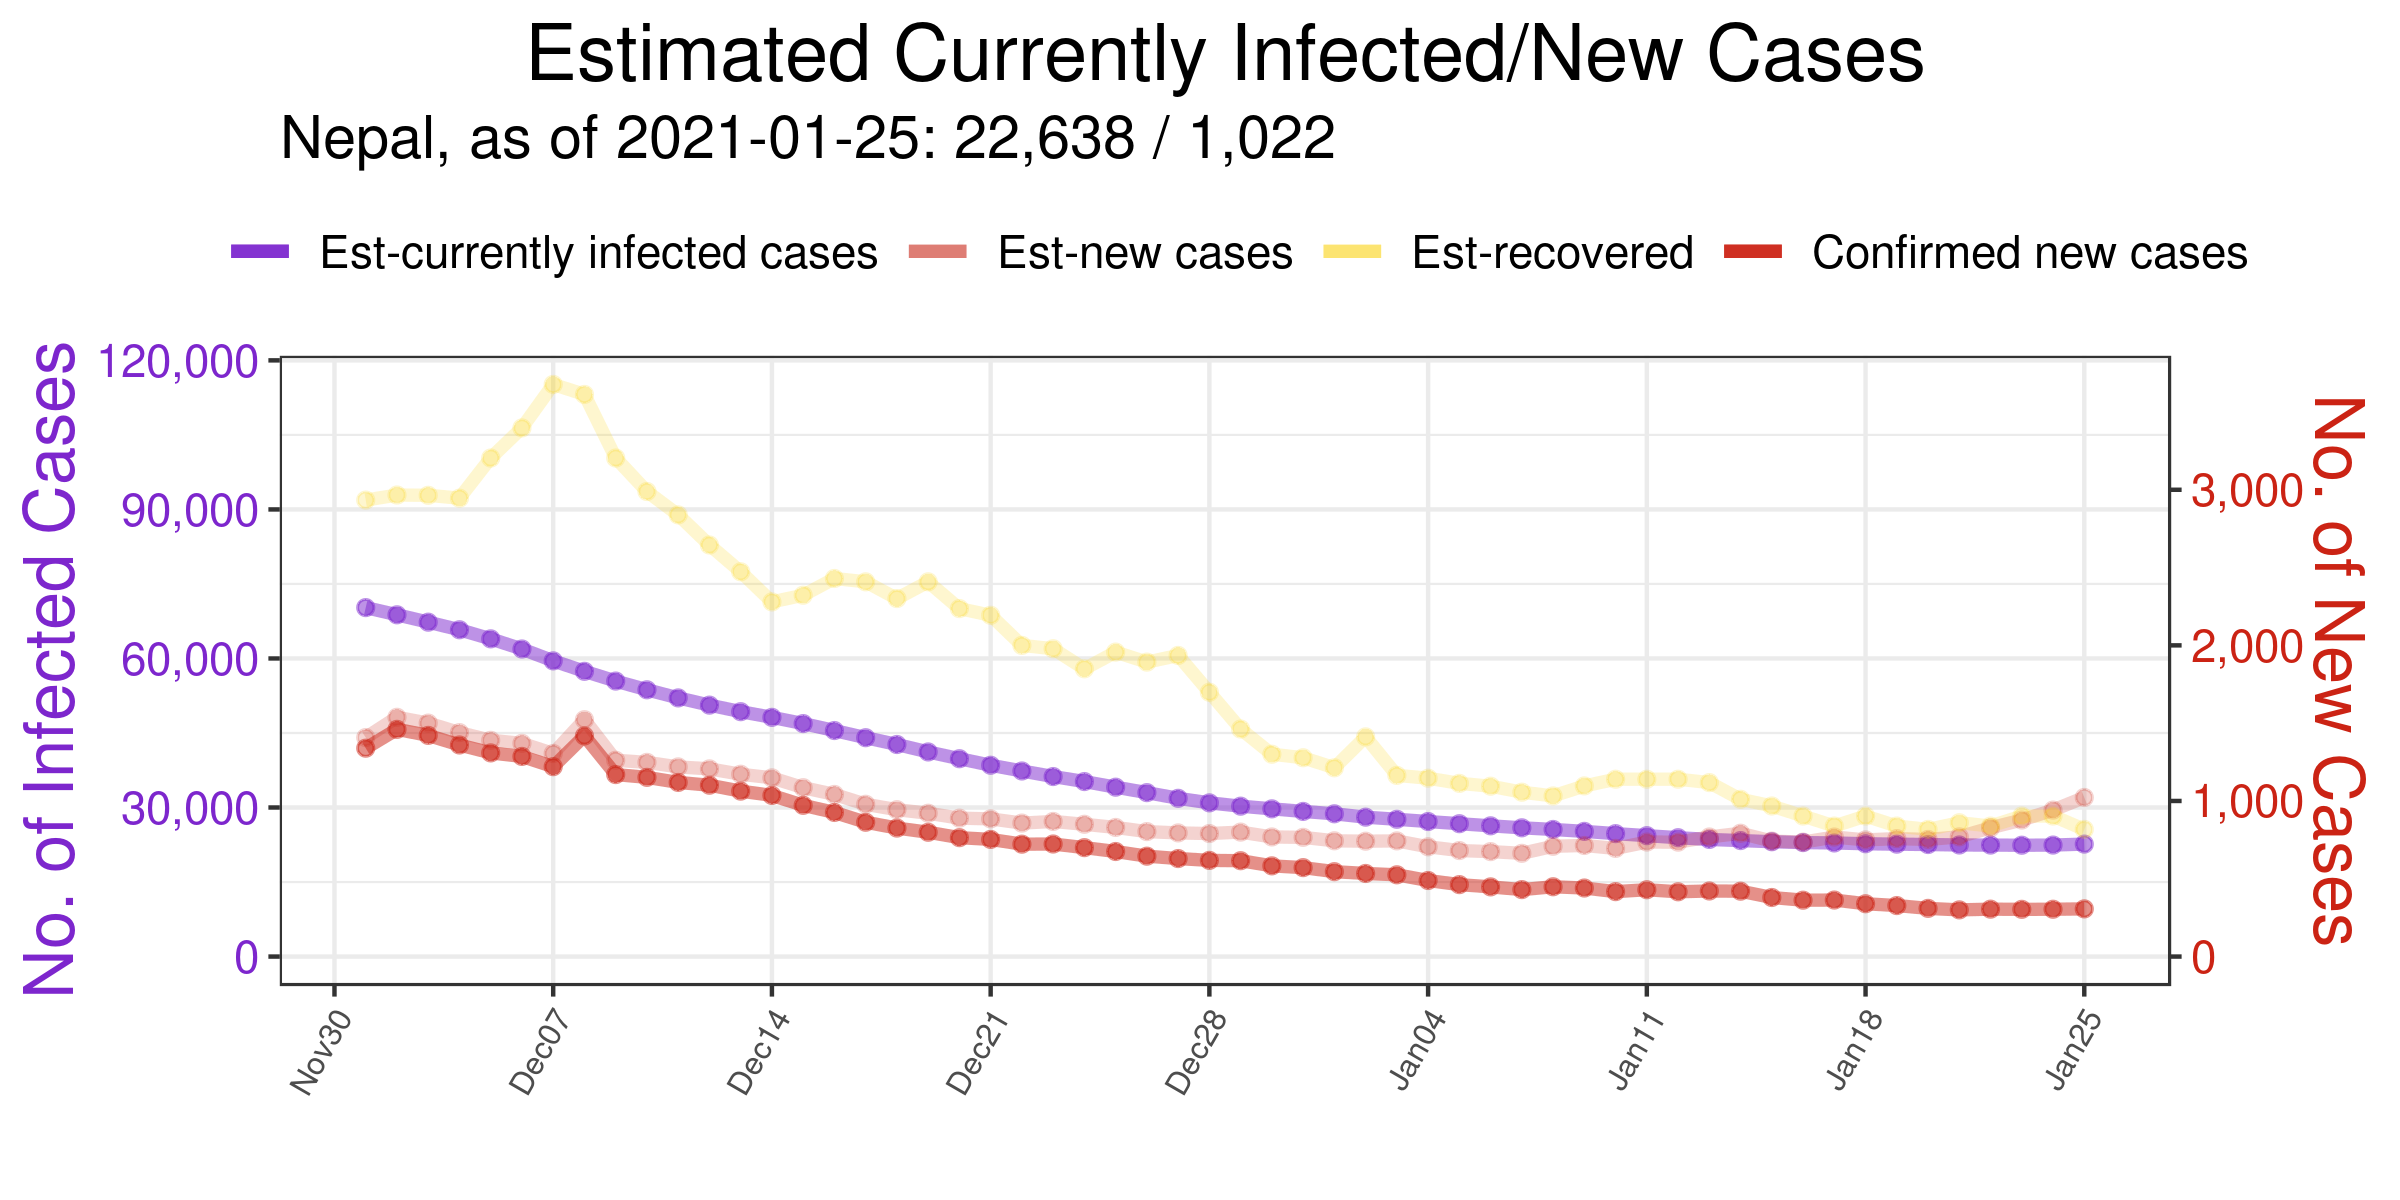 Estimated Currently Infected/New Cases
Nepal, as of 2021-01-25: 22,638 / 1,022
Est-currently infected cases Est-new cases Est-recovered Confirmed new cases
No. of Infected Cases
120,000
90,000
60,000
30,000
0
3,000
2,000
1,000
0
No. of New Cases
Nov30 Dec07 Dec14 Dec21 Dec28 Jan04 Jan11 Jan18 Jan25